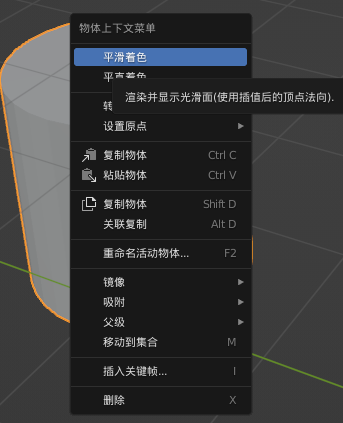 物体上下文菜单
平滑着色
平直着色
渲染并显示光滑面(使用插值后的顶点法向).
转
设置原点
复制物体 Ctrl C
粘贴物体 Ctrl V
复制物体 Shift D
关联复制 Alt D
重命名活动物体... F2
镜像
吸附
父级
移动到集合 M
插入关键帧... I
删除 X